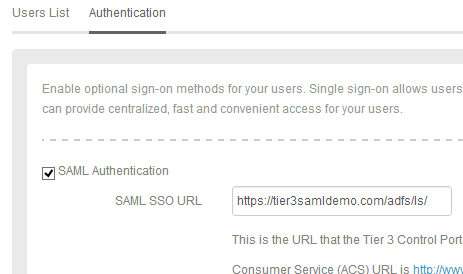 Users List Authentication
Enable optional sign-on methods for your users. Single sign-on allows users
can provide centralized, fast and convenient access for your users.
SAML Authentication
SAML SSO URL https://tier3samldemo.com/adfs/ls/
This is the URL that the Tier 3 Control Port
Consumer Service (ACS) URL is http://www